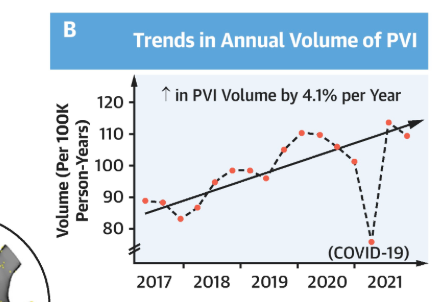 B
Trends in Annual Volume of PVI
↑ in PVI Volume by 4.1% per Year
Volume (Per 100K
Person-Years)
120
110
100
90
80
(COVID-19)
2017 2018 2019 2020 2021